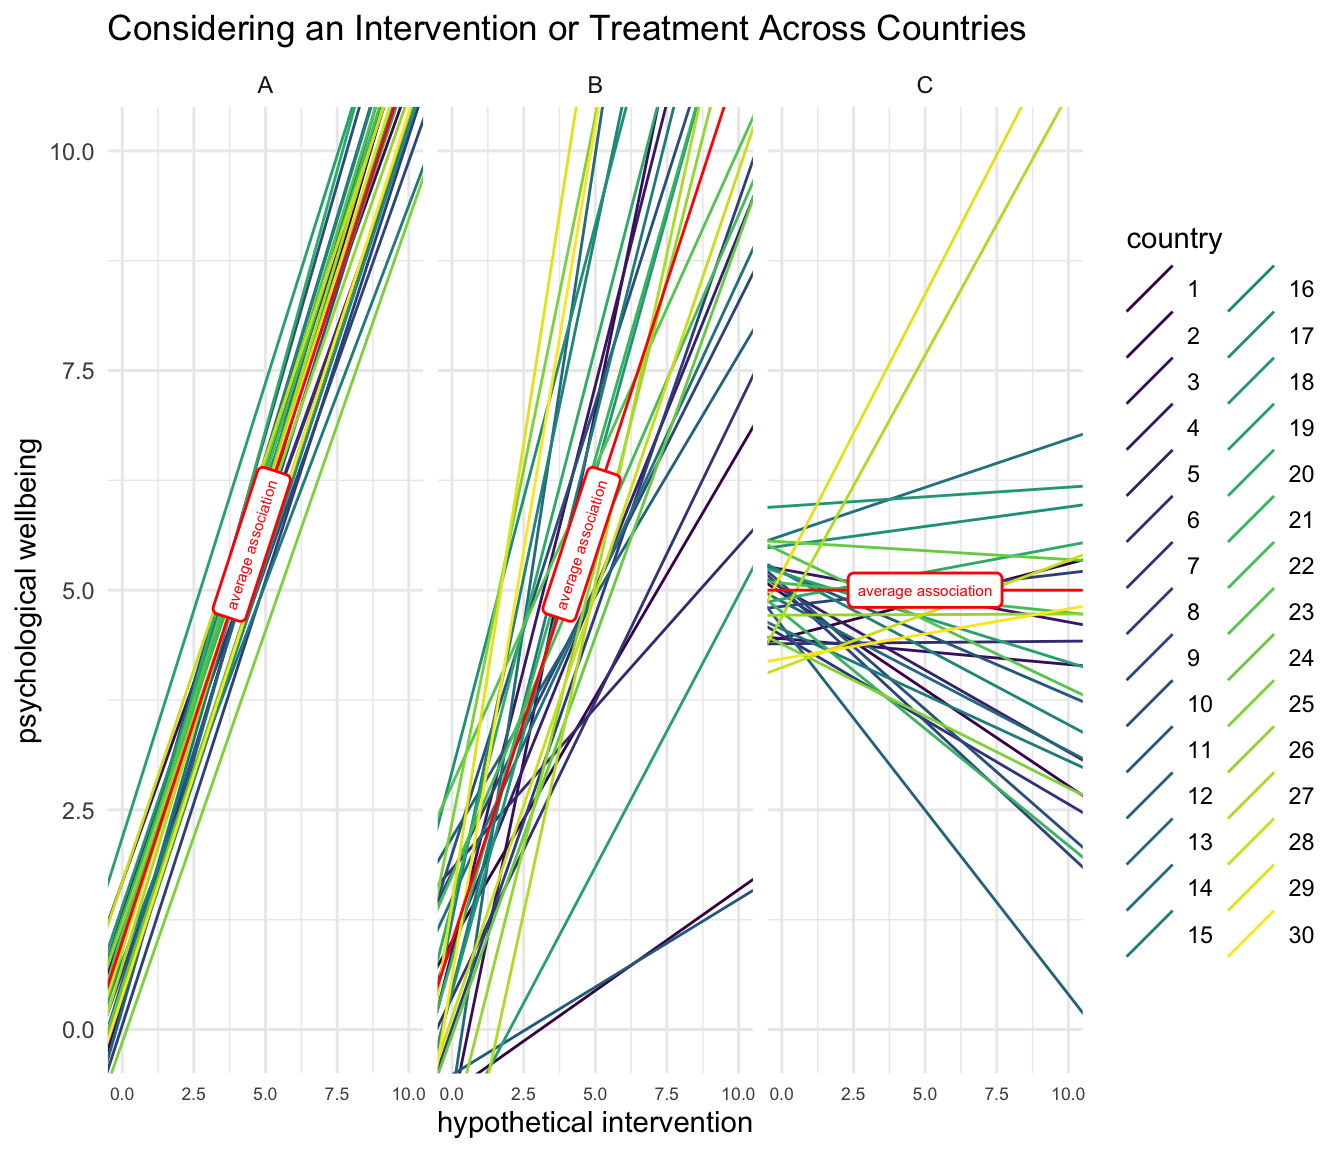 Considering an Intervention or Treatment Across Countries
A
B
C
psychological wellbeing
10.0
7.5
5.0
2.5
0.0
average association
average association
average association
0.0 2.5 5.0 7.5 10.0
0.0 2.5 5.0 7.5 10.0
0.0 2.5 5.0 7.5 10.0
hypothetical intervention
country
1
2
3
4
5
6
7
8
9
10
11
12
13
14
15
16
17
18
19
20
21
22
23
24
25
26
27
28
29
30